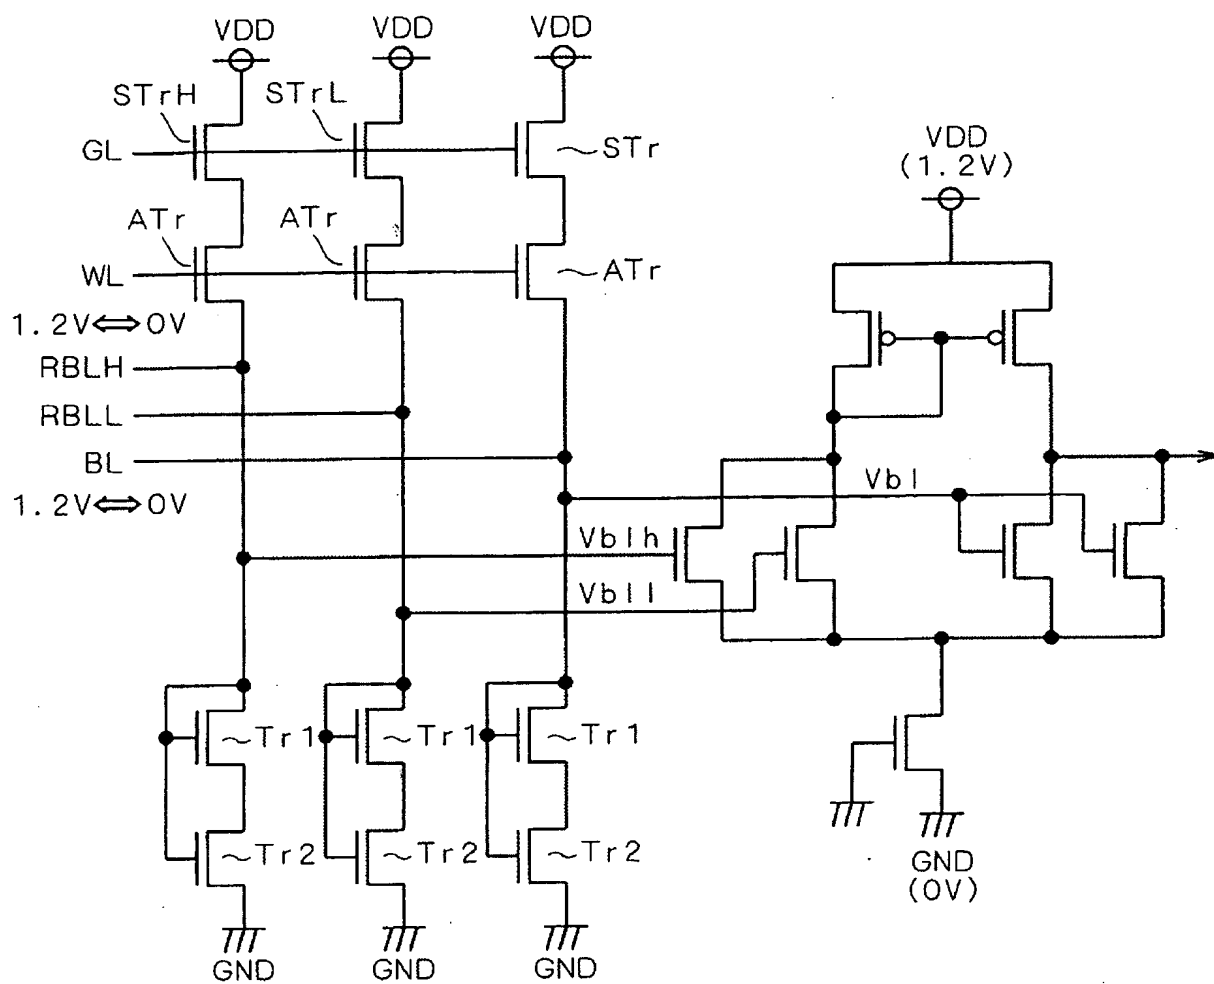 VDD
VDD
VDD
STrH
STrL
GL
STr
VDD
(1.2V)
ATr
ATr
WL
ATr
1.2V⇔0V
RBLH
RBLL
BL
1.2V⇔0V
Vbl
Vblh
Vbll
Tr1
Tr1
Tr1
Tr2
Tr2
Tr2
GND
(0V)
GND
GND
GND